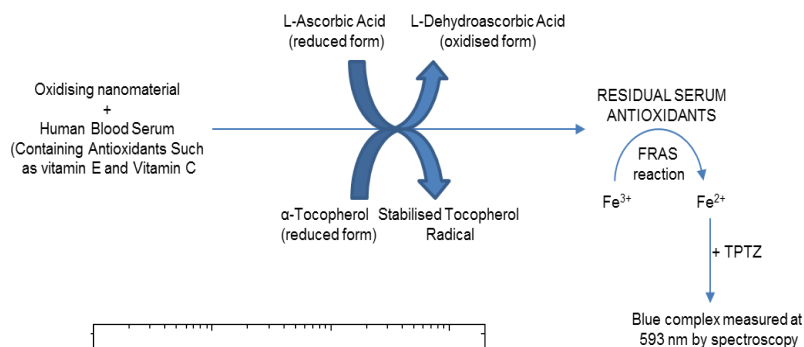 L-Ascorbic Acid
(reduced form)
L-Dehydroascorbic Acid
(oxidised form)
Oxidising nanomaterial
+
Human Blood Serum
(Containing Antioxidants Such
as vitamin E and Vitamin C
RESIDUAL SERUM
ANTIOXIDANTS
FRAS
reaction
Fe³⁺
Fe²⁺
α-Tocopherol
(reduced form)
Stabilised Tocopherol
Radical
+ TPTZ
Blue complex measured at
593 nm by spectroscopy